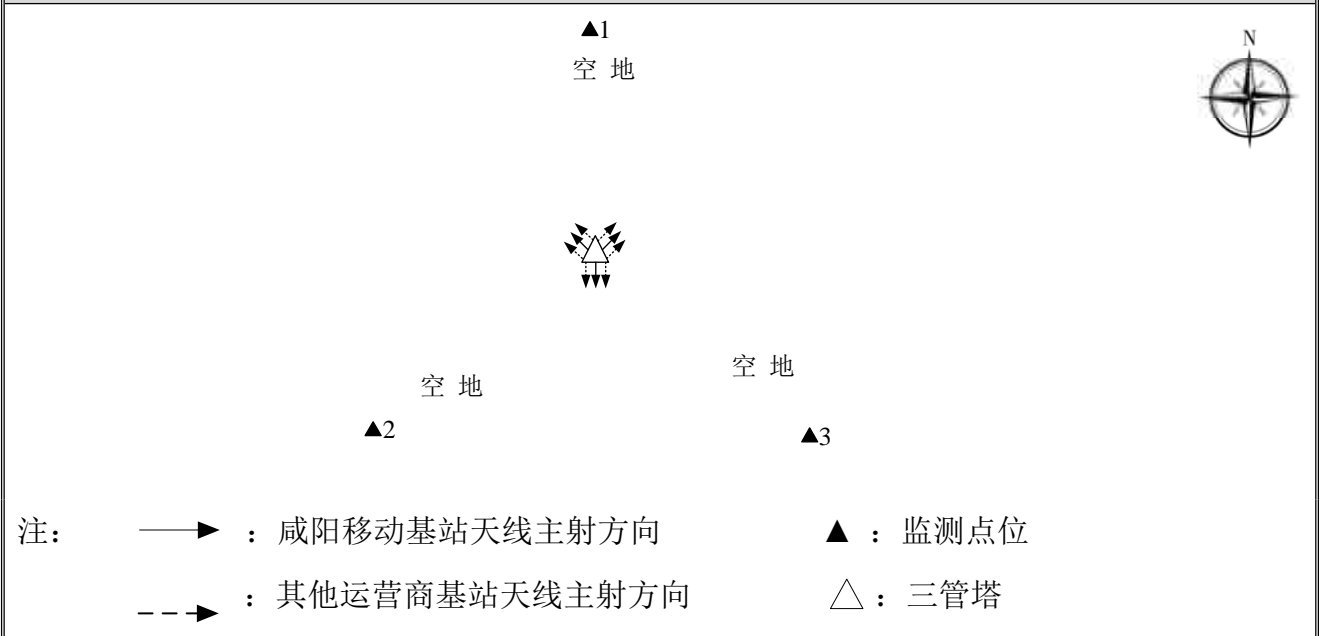 ▲1
空 地
N
空 地
空 地
▲2
▲3
注： ：咸阳移动基站天线主射方向 ▲ ：监测点位
：其他运营商基站天线主射方向 △ ：三管塔